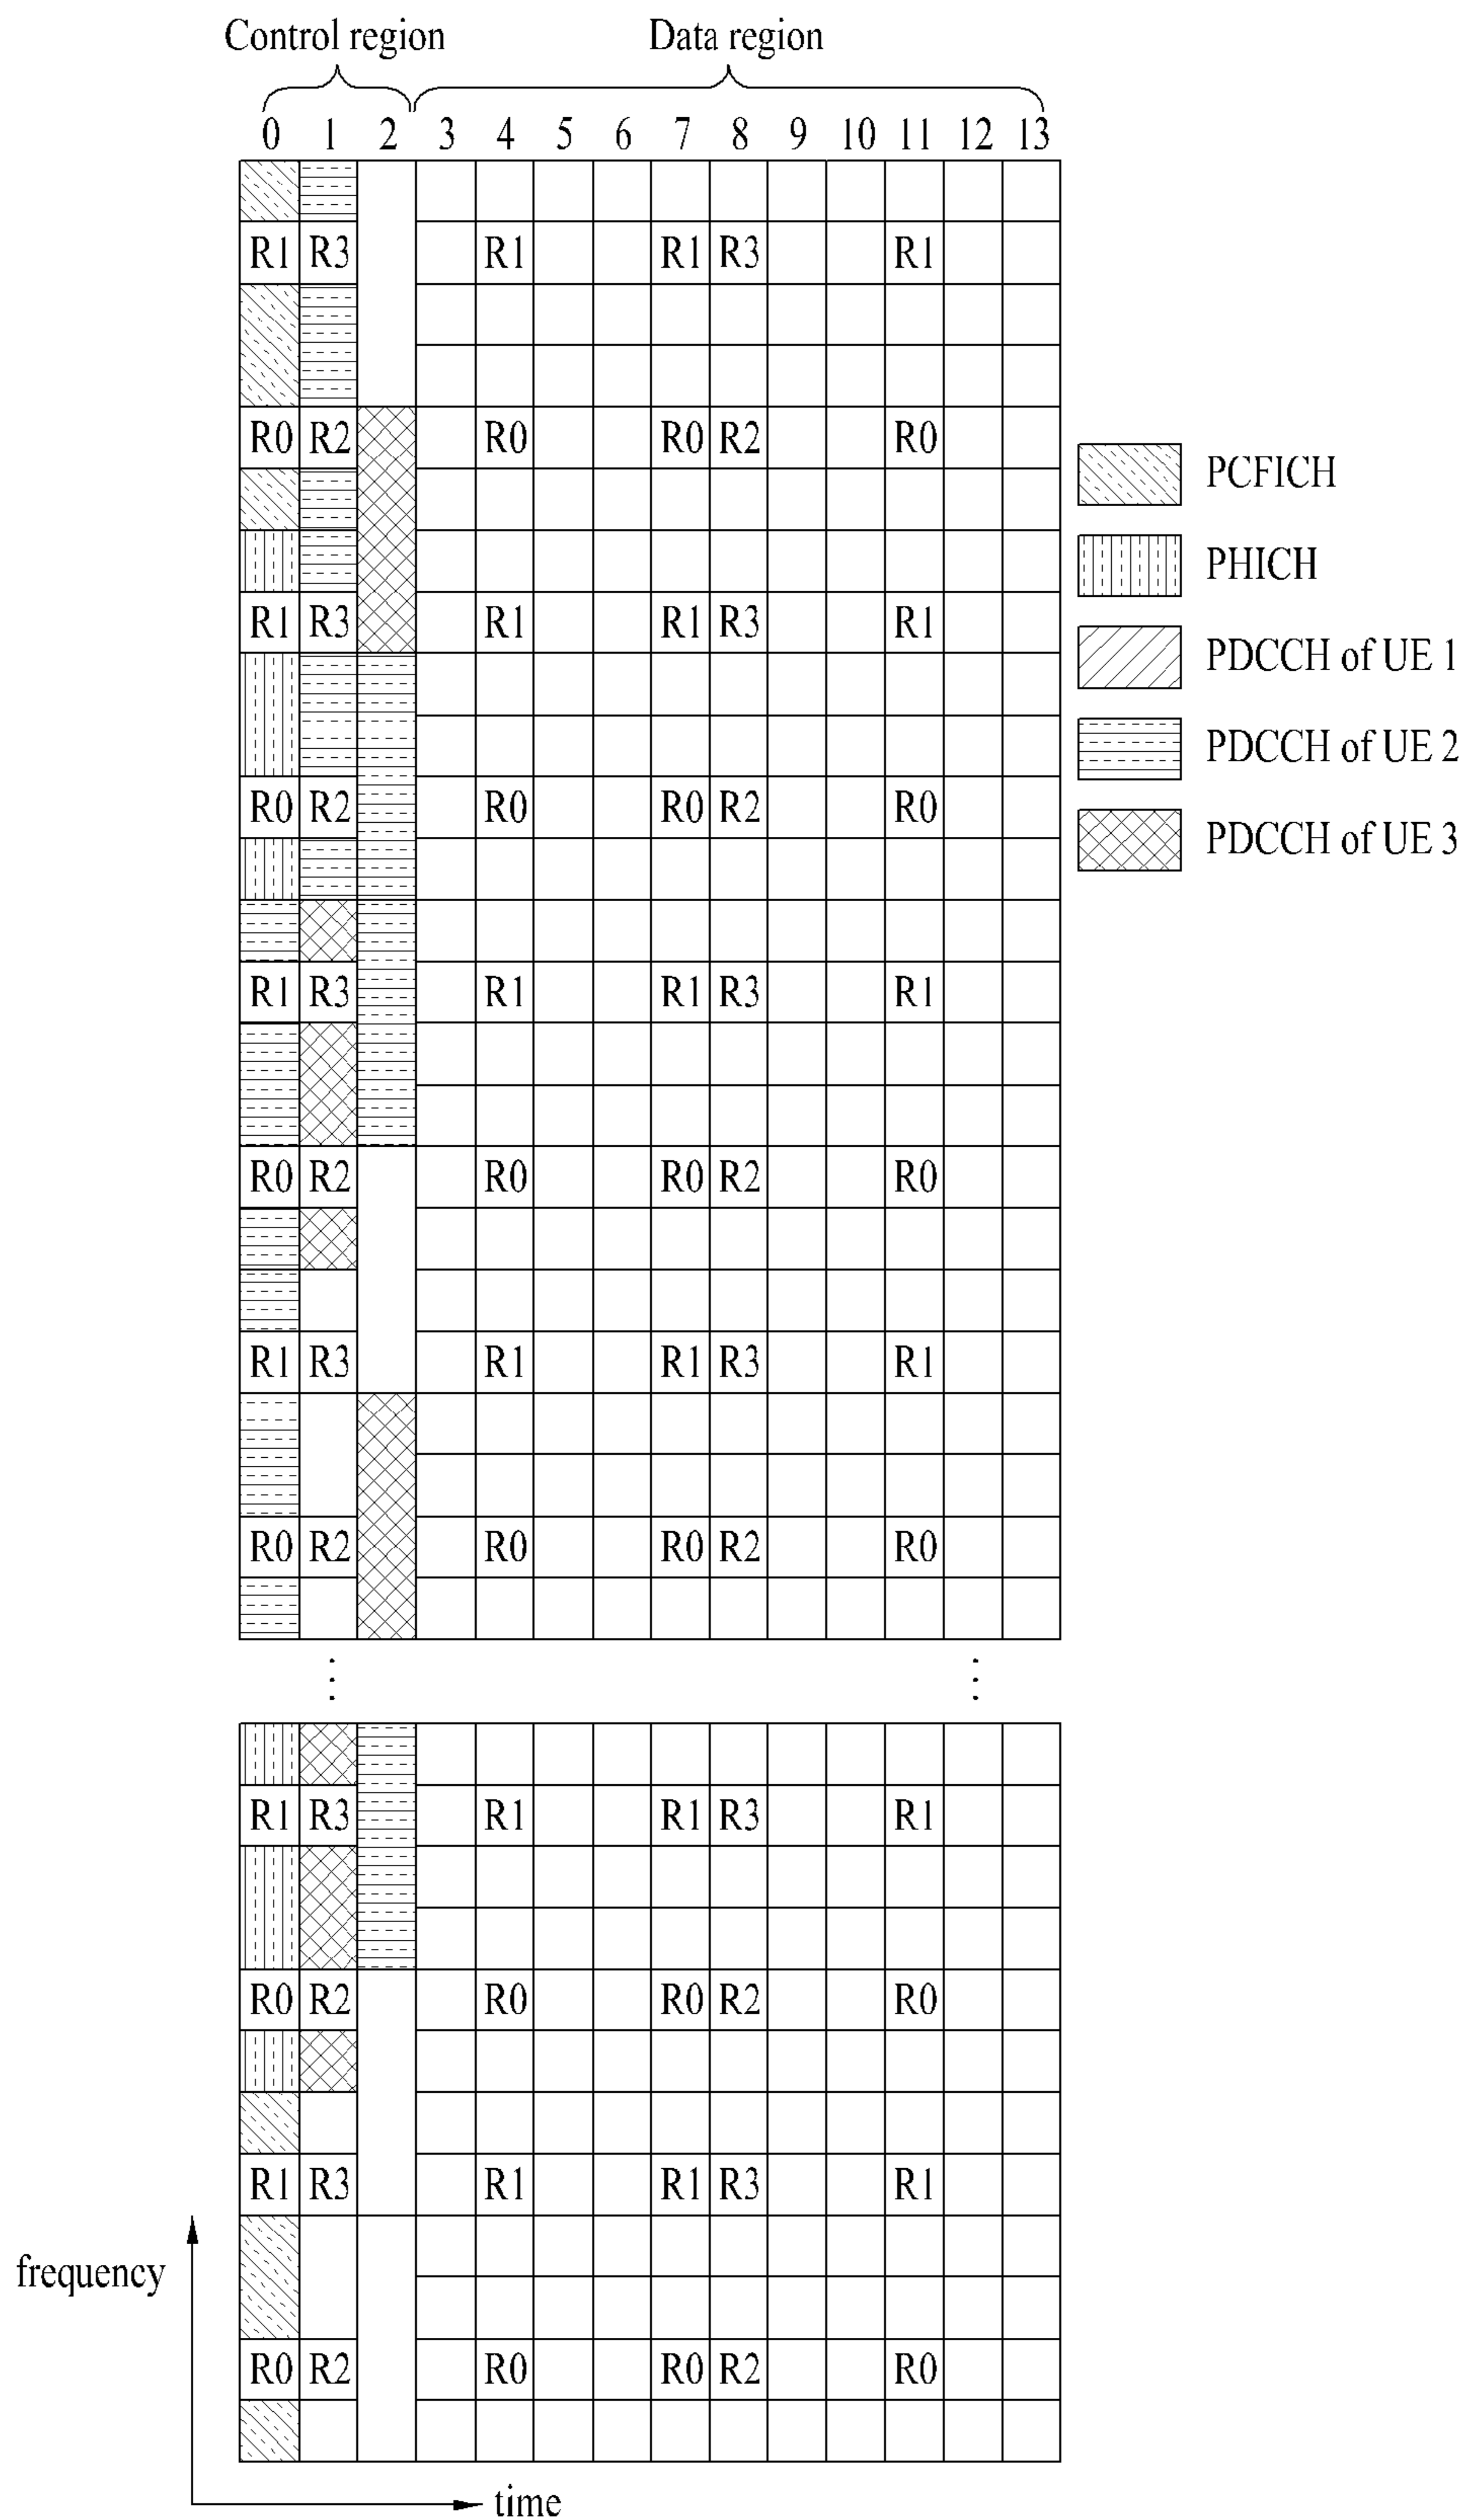 Control region Data region
0 1 2 3 4 5 6 7 8 9 10 11 12 13
R1 R3 R1 R1 R3 R1
R0 R2 R0 R0 R2 R0
PCFICH
PHICH
R1 R3 R1 R1 R3 R1
PDCCH of UE 1
PDCCH of UE 2
R0 R2 R0 R0 R2 R0
PDCCH of UE 3
R1 R3 R1 R1 R3 R1
R0 R2 R0 R0 R2 R0
R1 R3 R1 R1 R3 R1
R0 R2 R0 R0 R2 R0
R1 R3 R1 R1 R3 R1
R0 R2 R0 R0 R2 R0
R1 R3 R1 R1 R3 R1
frequency
R0 R2 R0 R0 R2 R0
time